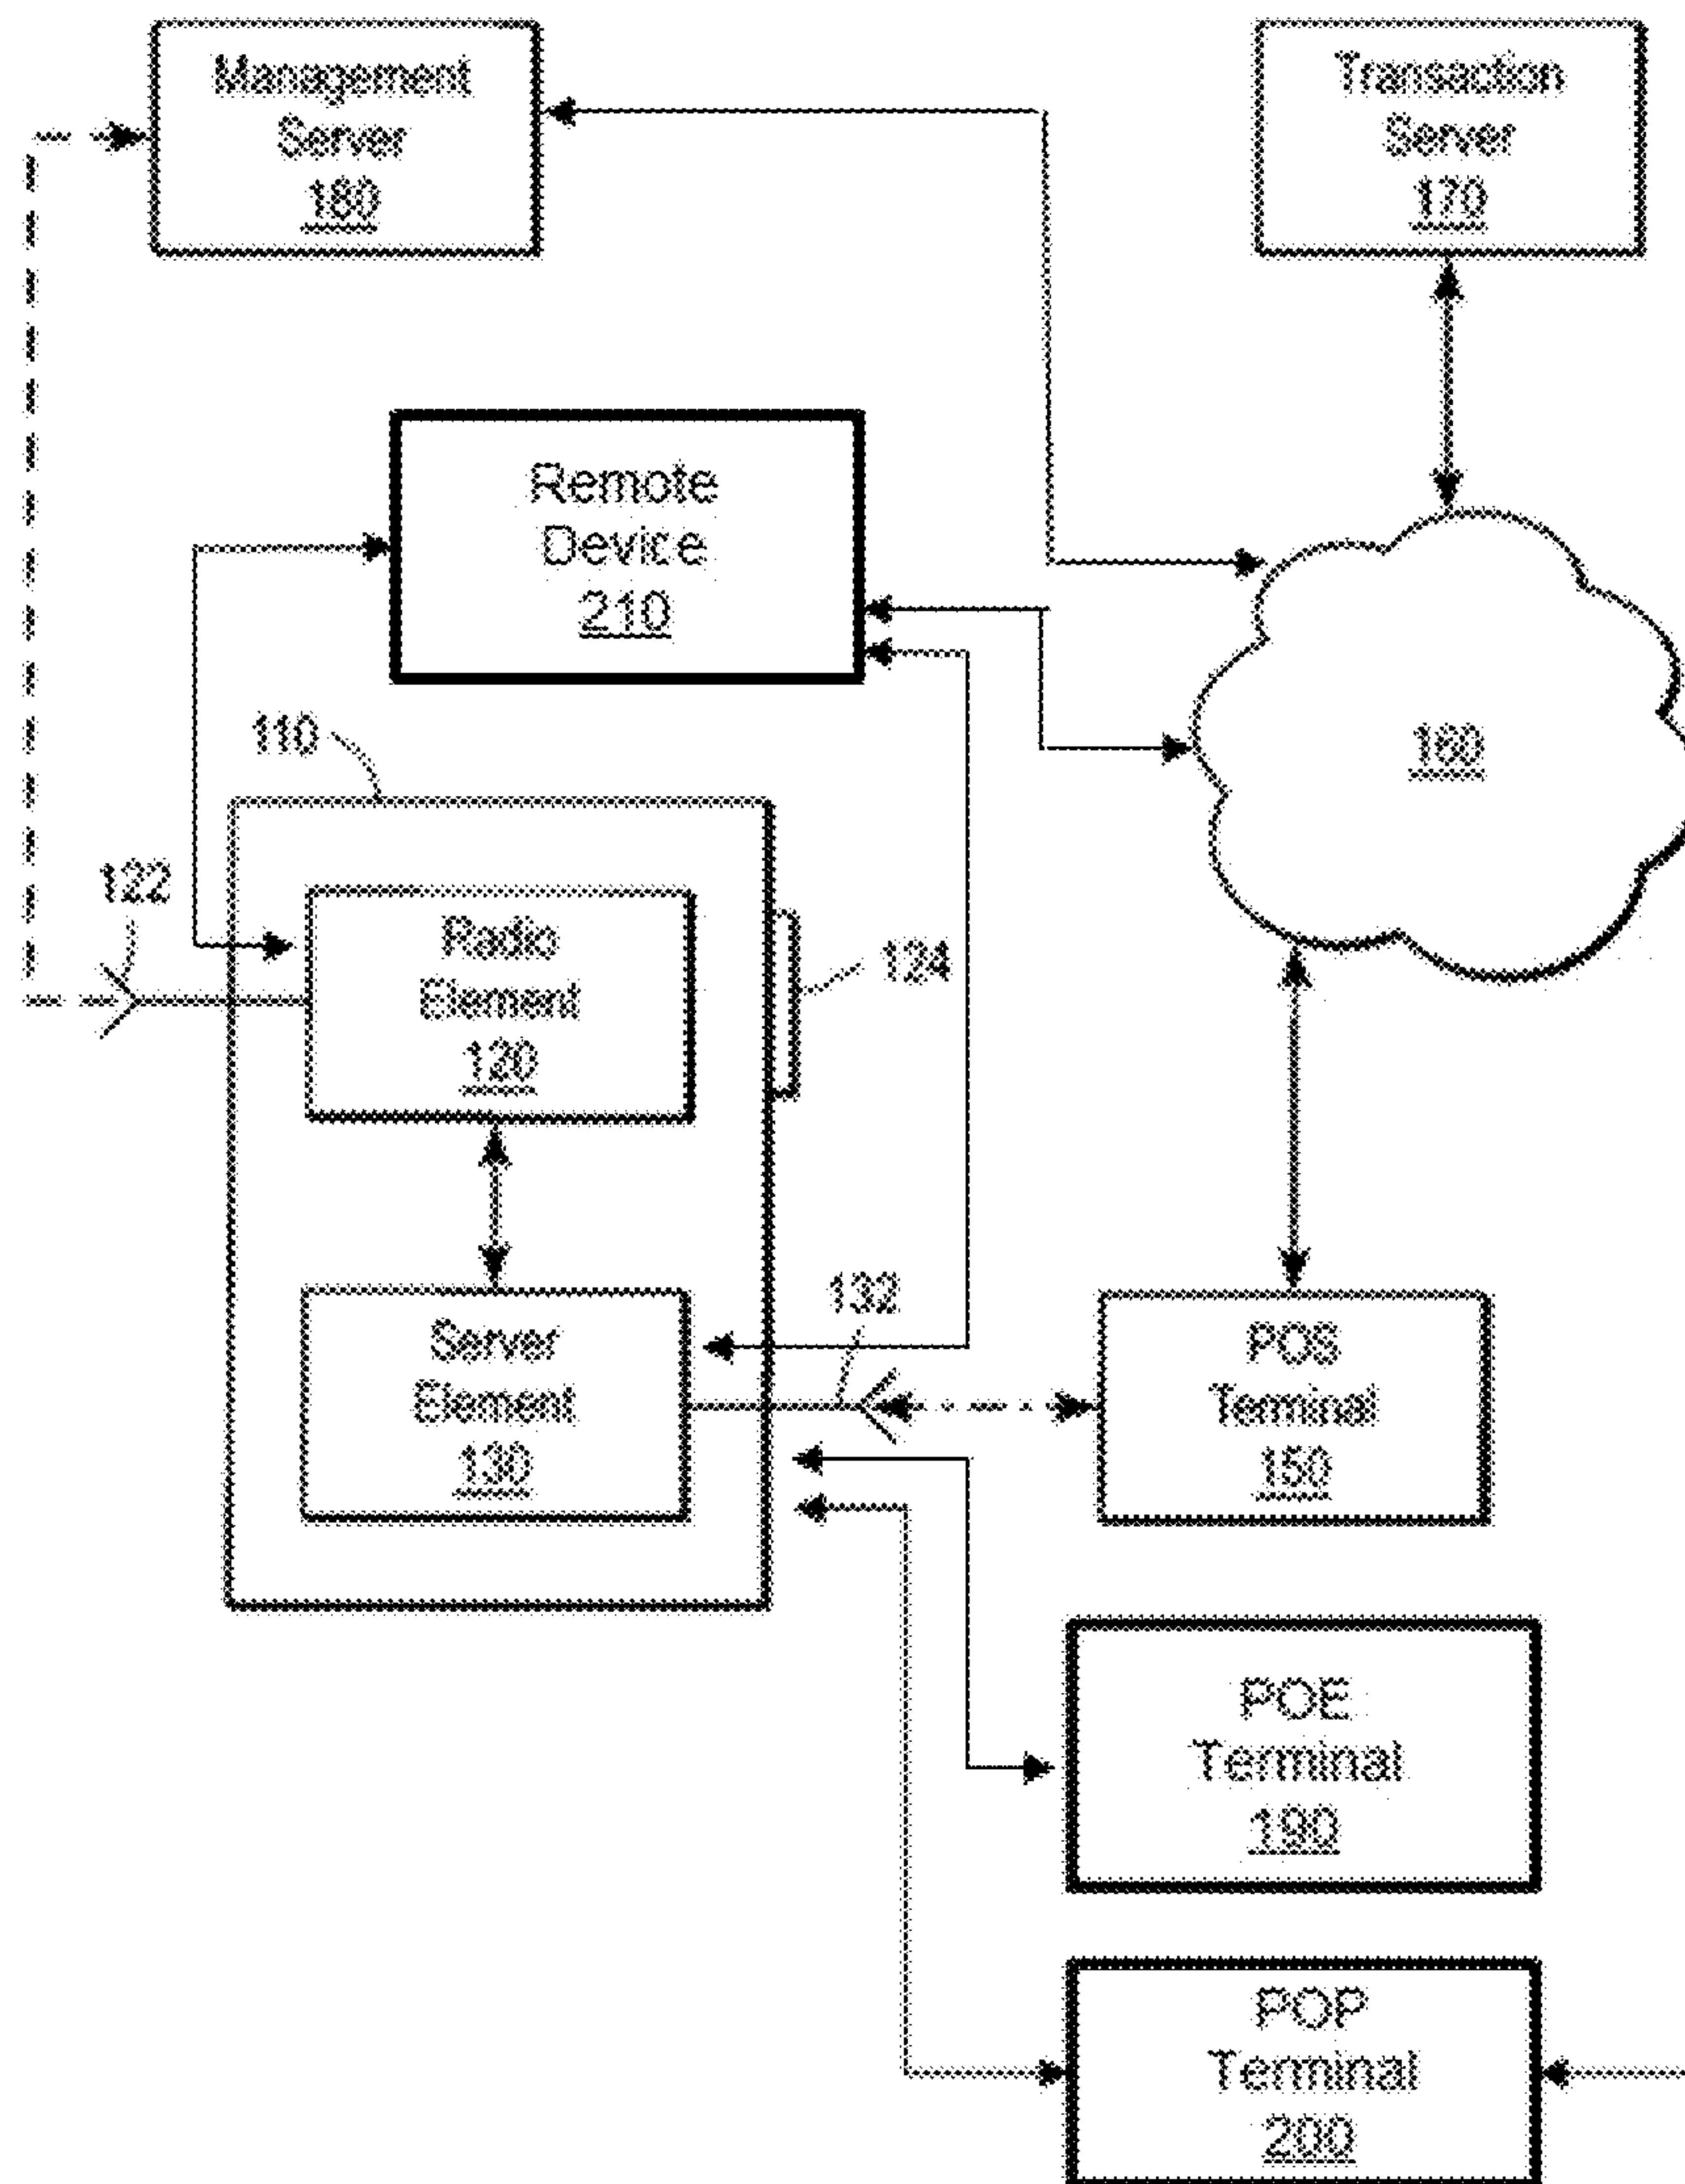 Management
Server
180
Transaction
Server
170
Remote
Device
210
110
160
122
Radio
Element
120
124
132
Server
Element
130
POS
Terminal
150
POE
Terminal
190
POP
Terminal
200